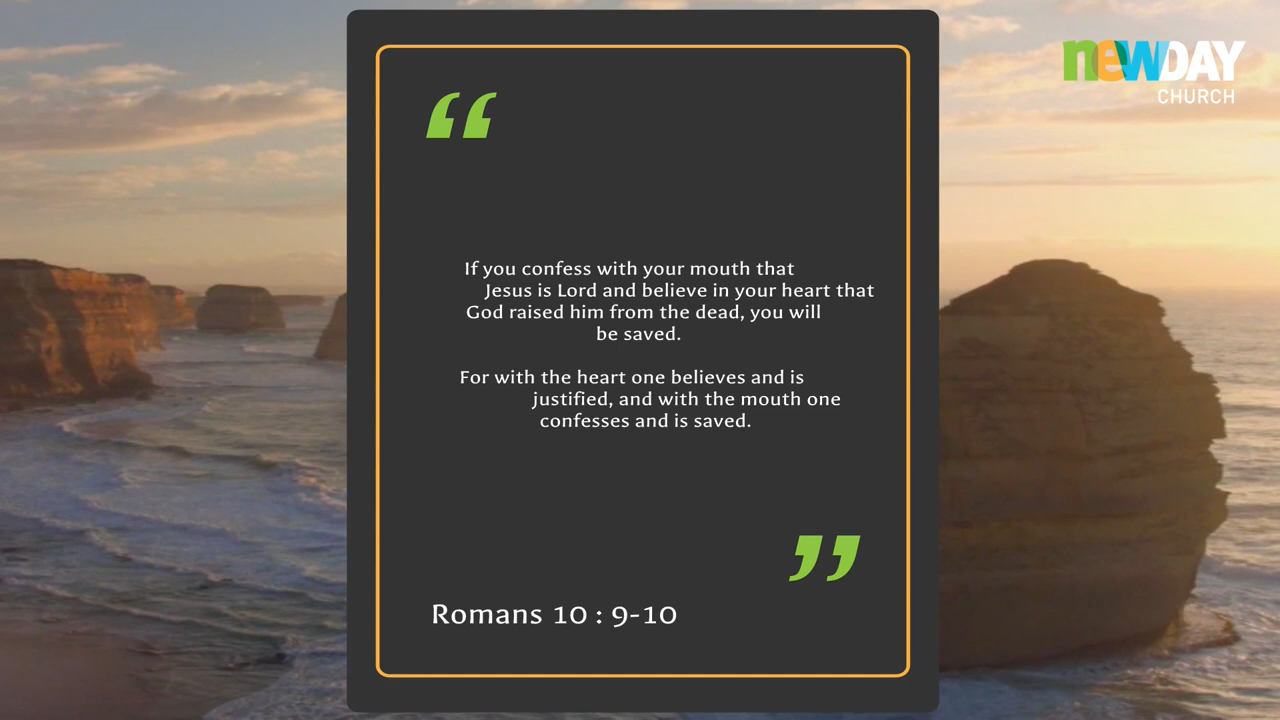 newDAY
CHURCH
“
If you confess with your mouth that
Jesus is Lord and believe in your heart that
God raised him from the dead, you will
be saved.
For with the heart one believes and is
justified, and with the mouth one
confesses and is saved.
”
Romans 10 : 9-10